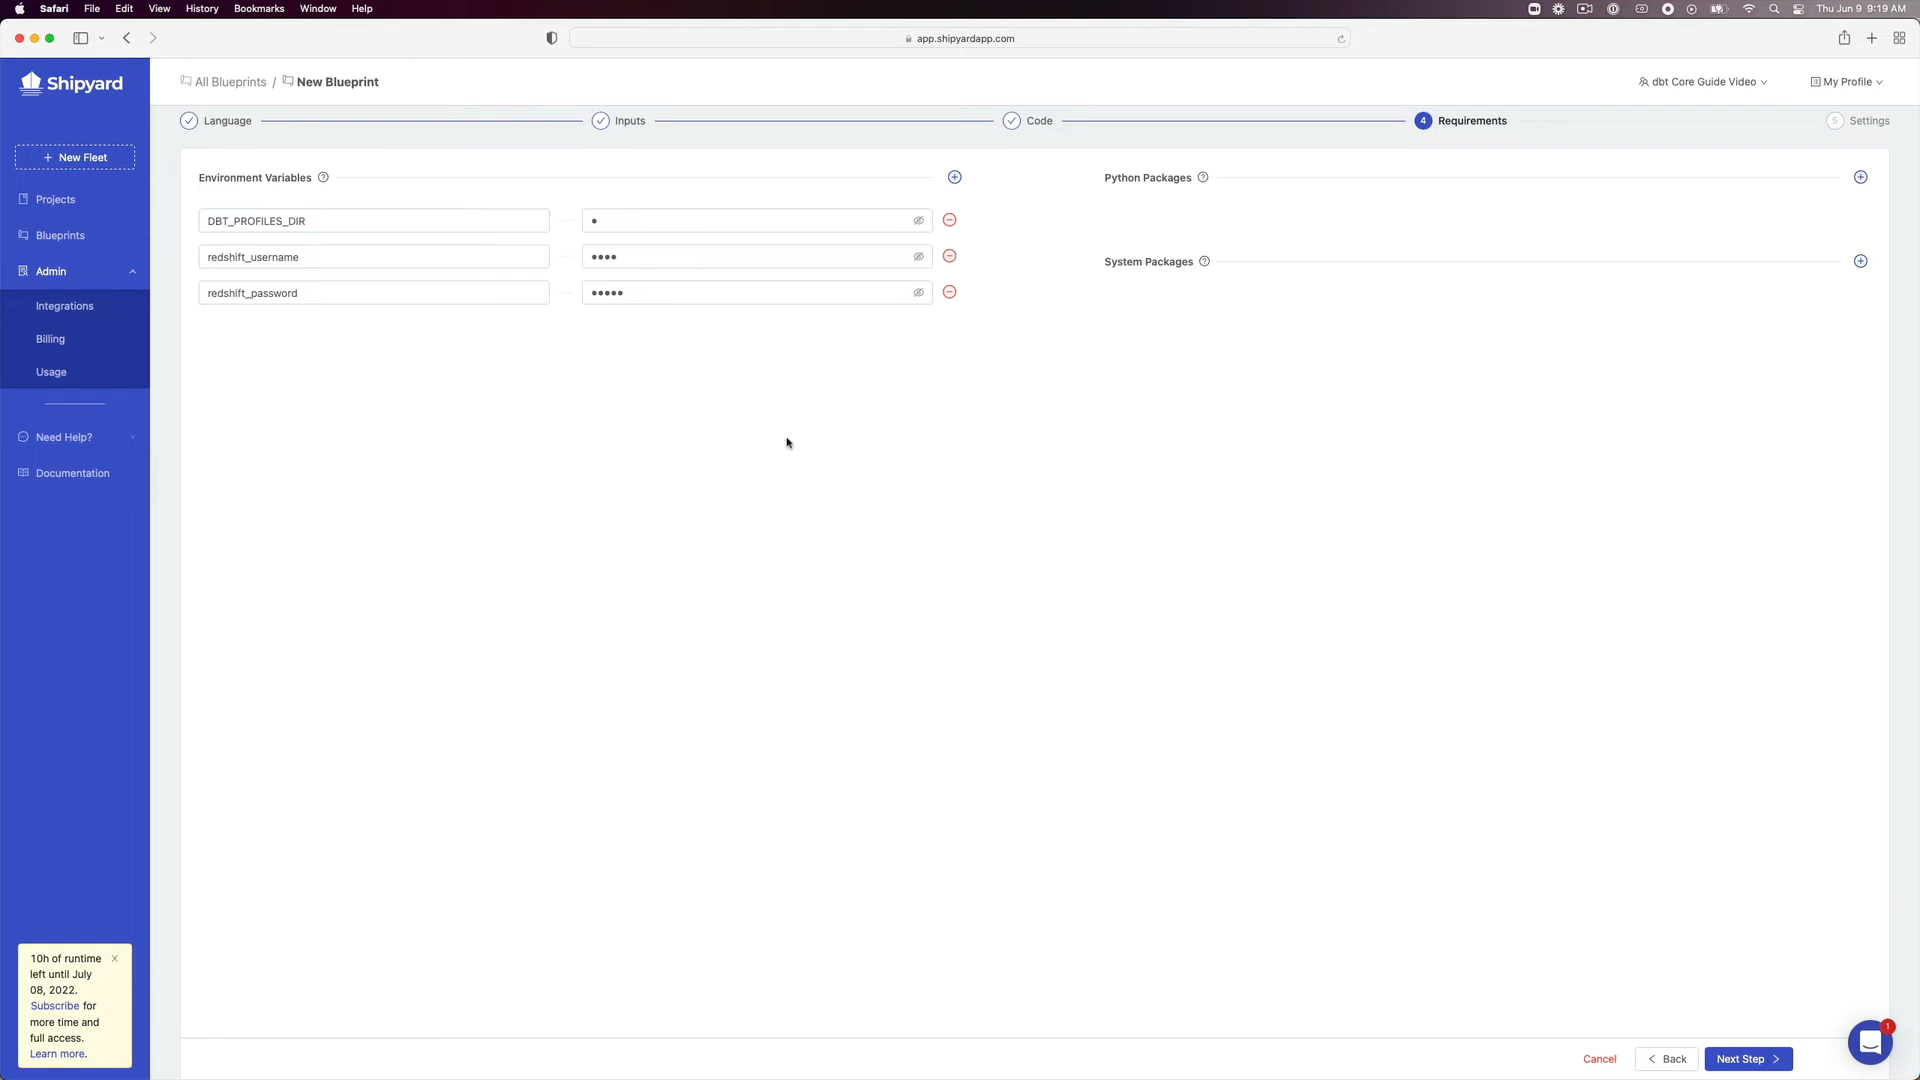 Safari File Edit View History Bookmarks Window Help Thu Jun 9 9:19 AM
app.shipyardapp.com
Shipyard
All Blueprints / New Blueprint
dbt Core Guide Video
My Profile
Language
Inputs
Code
4 Requirements
5 Settings
+ New Fleet
Projects
Blueprints
Admin
Integrations
Billing
Usage
Need Help?
Documentation
Environment Variables
DBT_PROFILES_DIR •
redshift_username ••••
redshift_password •••••
Python Packages
System Packages
10h of runtime
left until July
08, 2022.
Subscribe for
more time and
full access.
Learn more.
Cancel
< Back
Next Step >
1